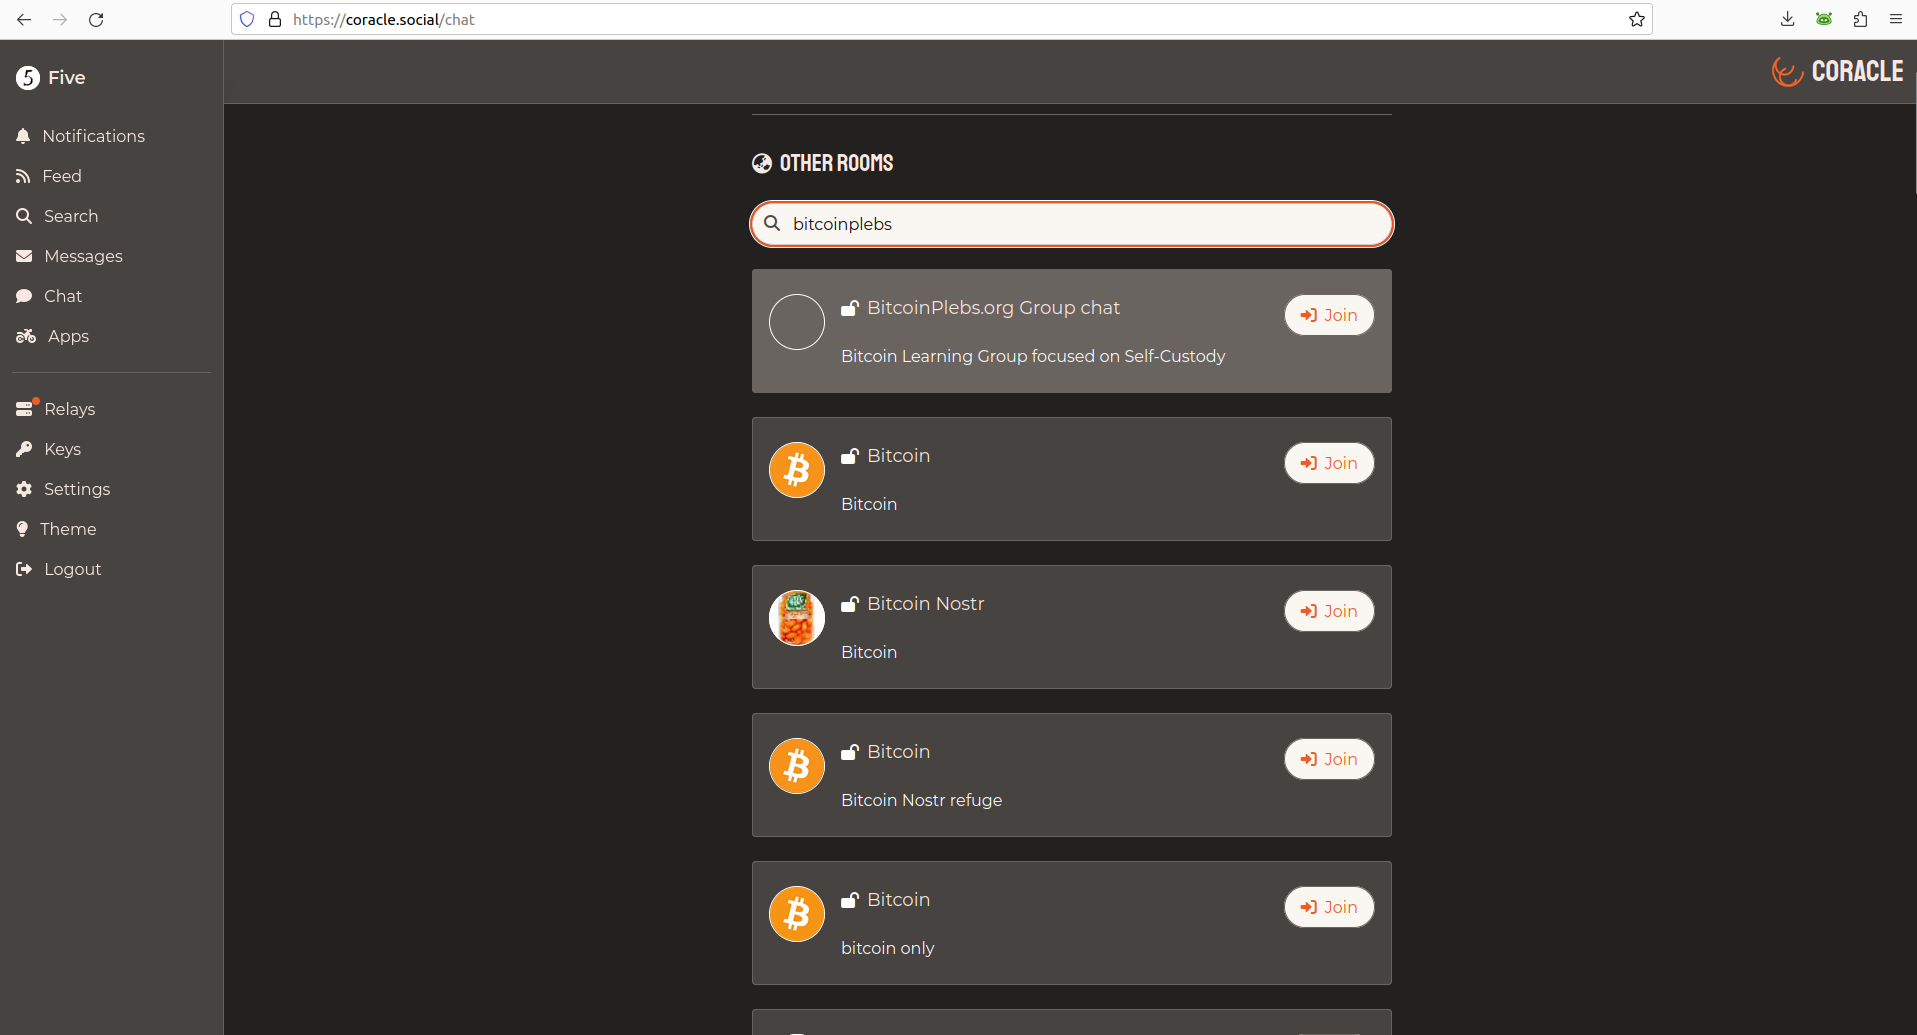 https://coracle.social/chat
5 Five
CORACLE
Notifications
Feed
Search
Messages
Chat
Apps
Relays
Keys
Settings
Theme
Logout
OTHER ROOMS
bitcoinplebs
BitcoinPlebs.org Group chat
Join
Bitcoin Learning Group focused on Self-Custody
Bitcoin
Join
Bitcoin
Bitcoin Nostr
Join
Bitcoin
Bitcoin
Join
Bitcoin Nostr refuge
Bitcoin
Join
bitcoin only